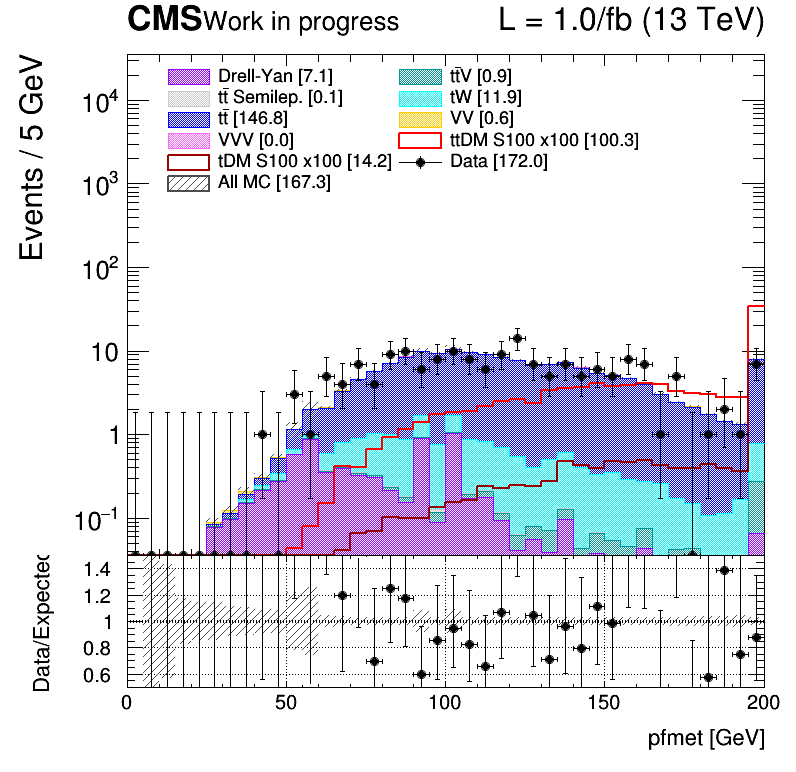 CMS Work in progress L = 1.0/fb (13 TeV)
Events / 5 GeV
Drell-Yan [7.1] tt̄V [0.9]
tt̄ Semilep. [0.1] tW [11.9]
tt̄ [146.8] VV [0.6]
VVV [0.0] ttDM S100 x100 [100.3]
tDM S100 x100 [14.2] Data [172.0]
All MC [167.3]
10⁴
10³
10²
10
1
10⁻¹
Data/Expected
1.4
1.2
1.0
0.8
0.6
0 50 100 150 200
pfmet [GeV]